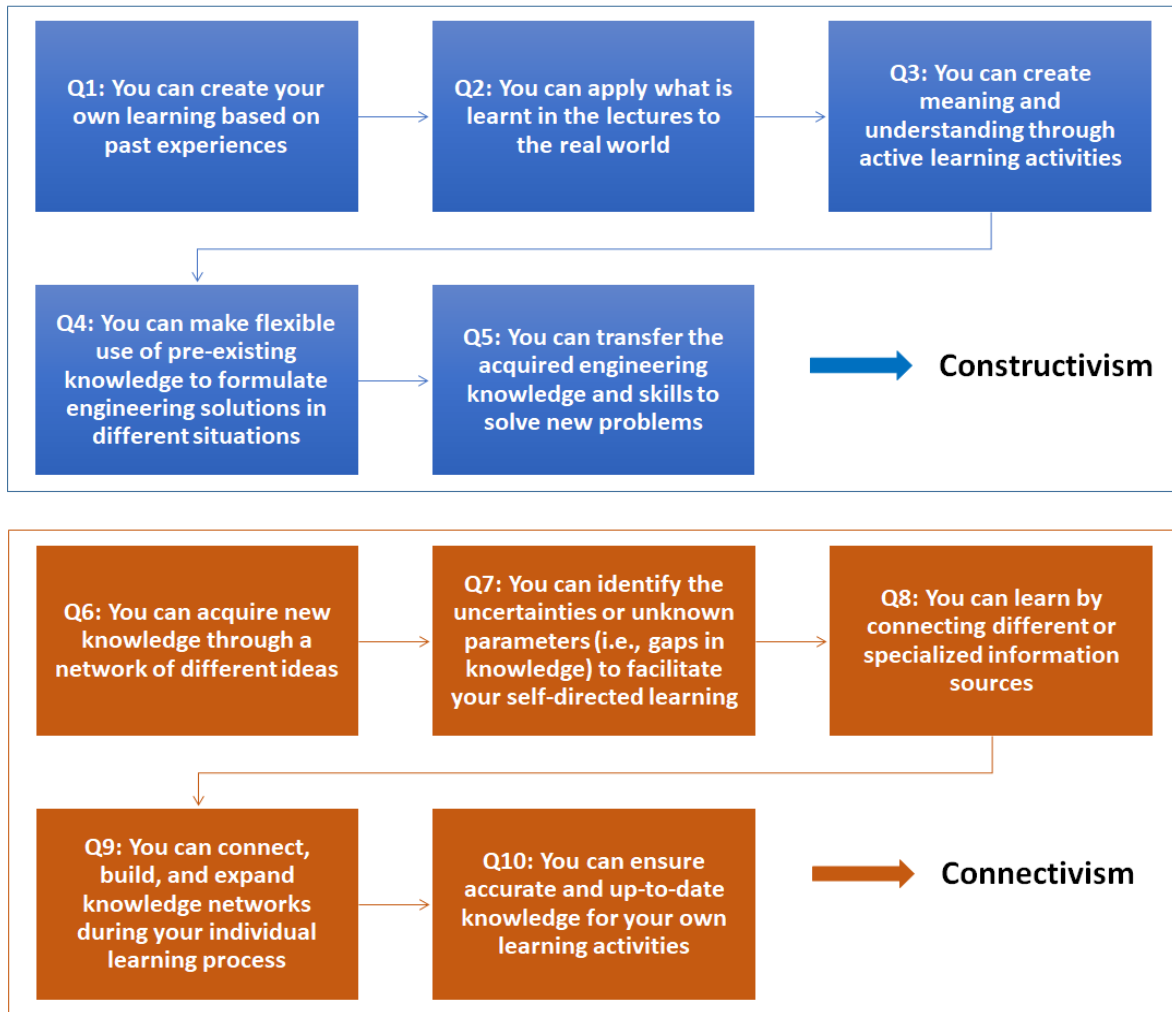 Q1: You can create your
own learning based on
past experiences
Q2: You can apply what is
learnt in the lectures to
the real world
Q3: You can create
meaning and
understanding through
active learning activities
Q4: You can make flexible
use of pre-existing
knowledge to formulate
engineering solutions in
different situations
Q5: You can transfer the
acquired engineering
knowledge and skills to
solve new problems
Constructivism
Q6: You can acquire new
knowledge through a
network of different ideas
Q7: You can identify the
uncertainties or unknown
parameters (i.e., gaps in
knowledge) to facilitate
your self-directed learning
Q8: You can learn by
connecting different or
specialized information
sources
Q9: You can connect,
build, and expand
knowledge networks
during your individual
learning process
Q10: You can ensure
accurate and up-to-date
knowledge for your own
learning activities
Connectivism